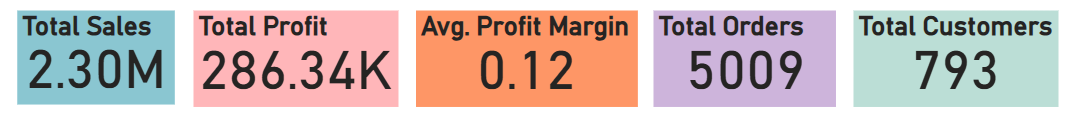 Total Sales
2.30M
Total Profit
286.34K
Avg. Profit Margin
0.12
Total Orders
5009
Total Customers
793